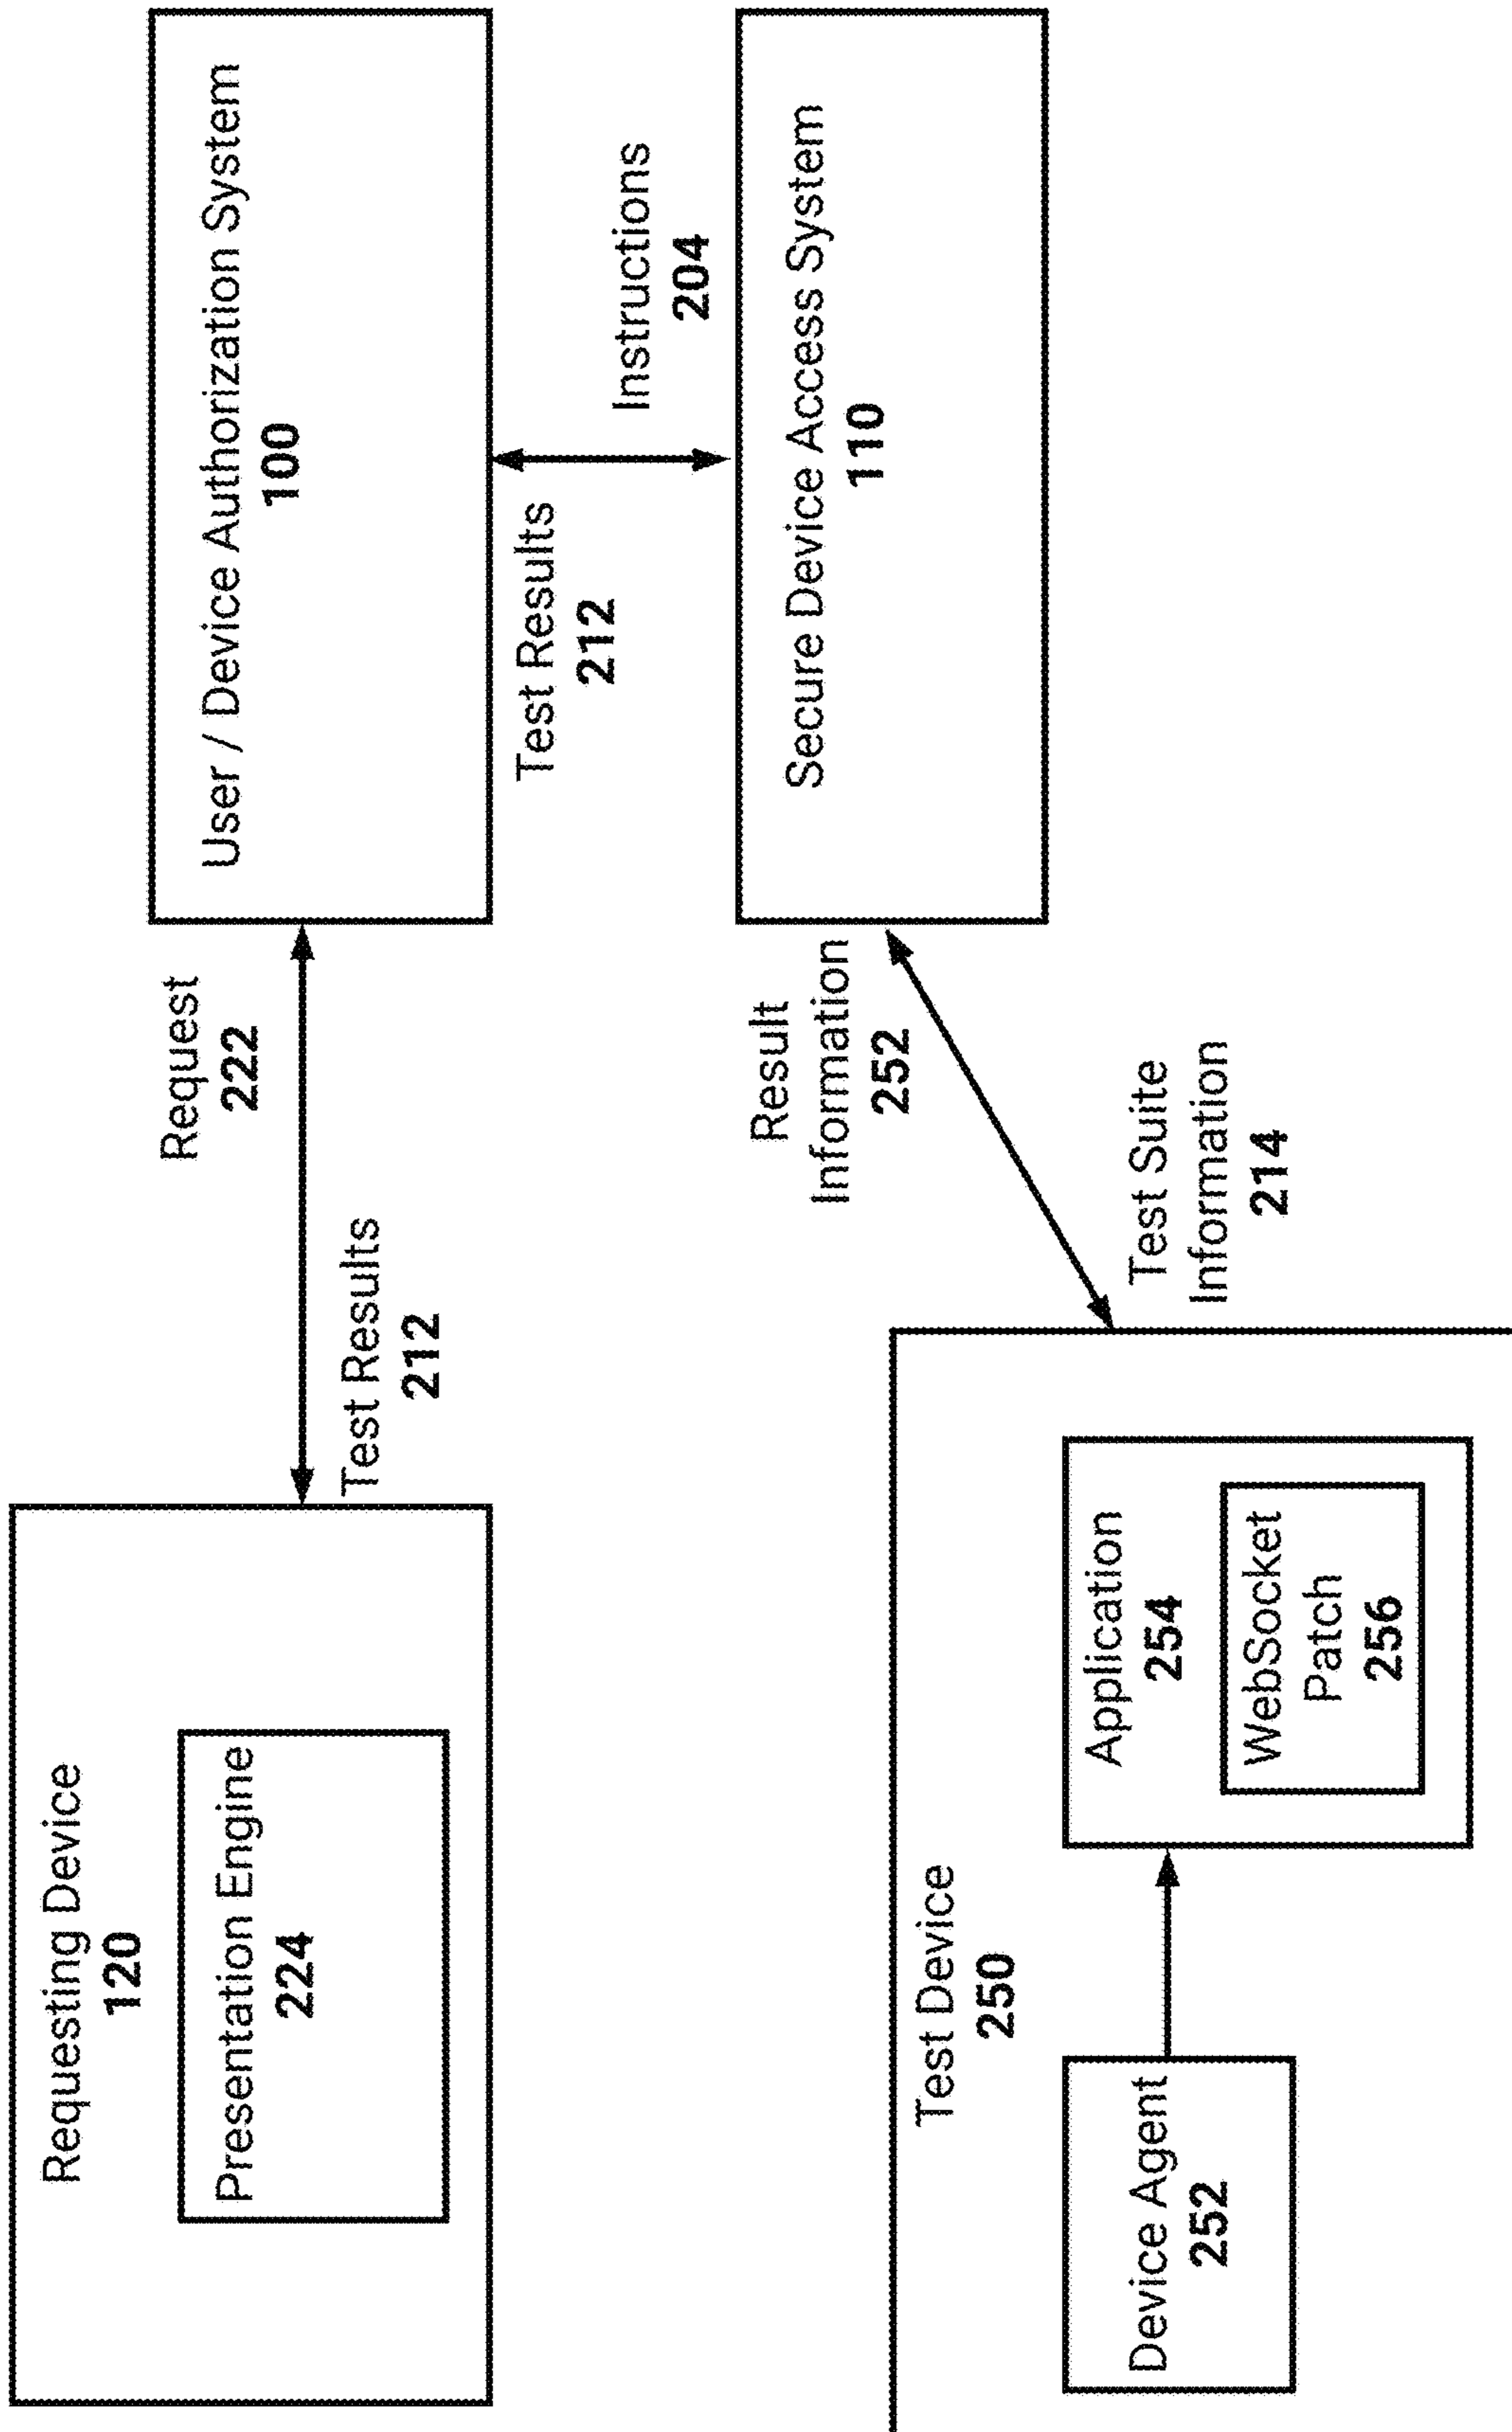 Requesting Device
120
Presentation Engine
224
Request
222
Test Results
212
User / Device Authorization System
100
Test Results
212
Instructions
204
Secure Device Access System
110
Result
Information
252
Test Suite
Information
214
Test Device
250
Device Agent
252
Application
254
WebSocket
Patch
256